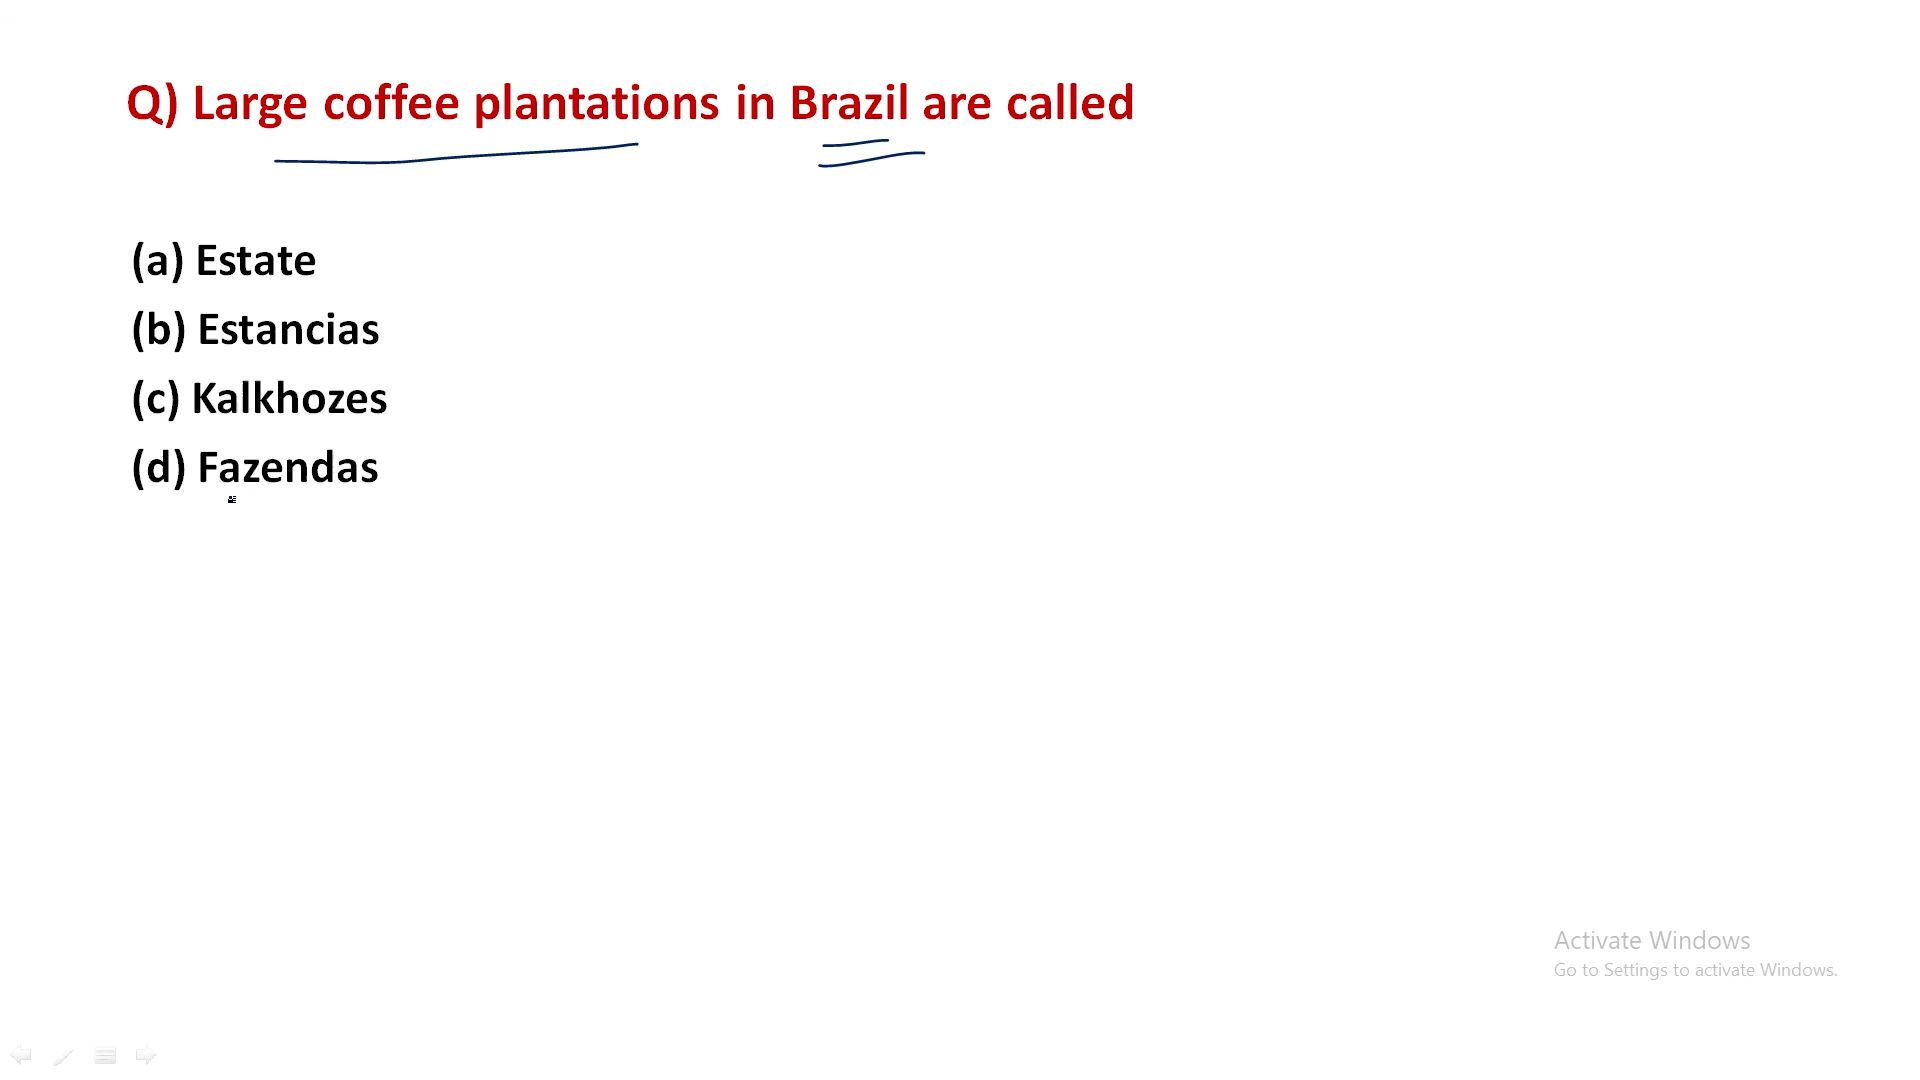 Q) Large coffee plantations in Brazil are called
(a) Estate
(b) Estancias
(c) Kalkhozes
(d) Fazendas
Activate Windows
Go to Settings to activate Windows.